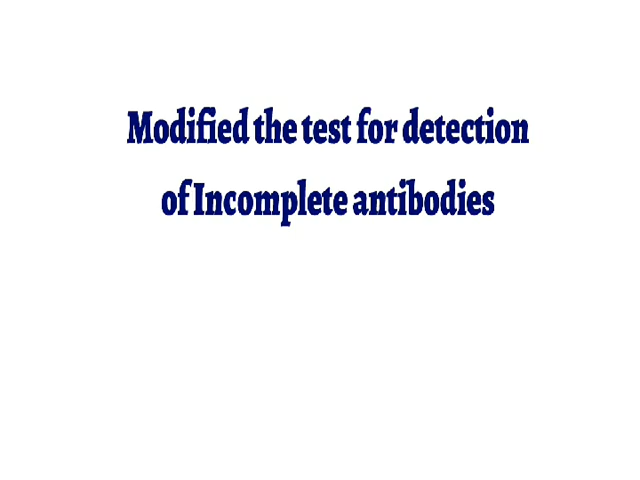 Modified the test for detection
of Incomplete antibodies